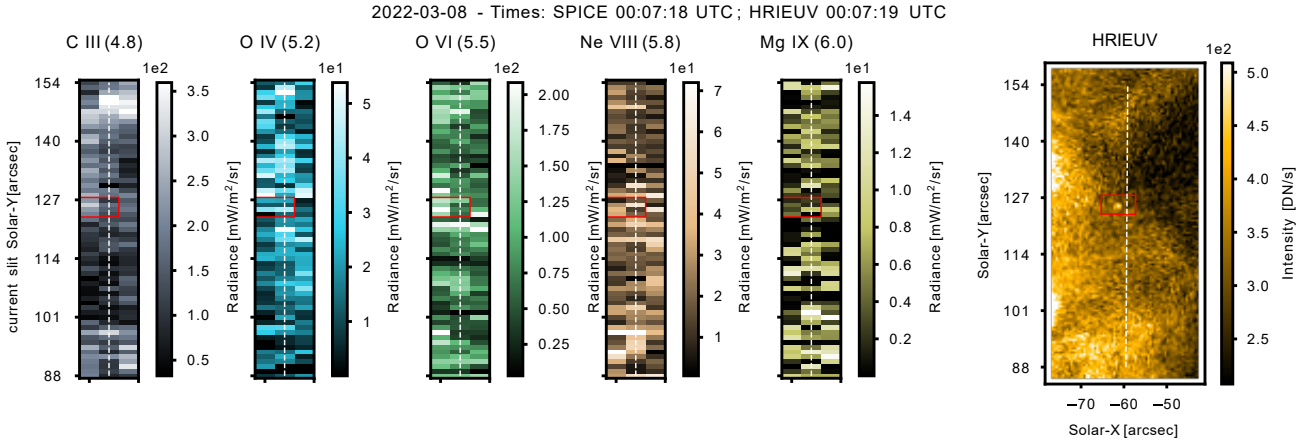 2022-03-08 - Times: SPICE 00:07:18 UTC; HRIEUV 00:07:19 UTC
C III (4.8)
O IV (5.2)
O VI (5.5)
Ne VIII (5.8)
Mg IX (6.0)
HRIEUV
1e2
1e1
1e2
1e1
1e1
1e2
current slit Solar-Y[arcsec]
154
140
127
114
101
88
3.5
3.0
2.5
2.0
1.5
1.0
0.5
Radiance [mW/m²/sr]
5
4
3
2
1
Radiance [mW/m²/sr]
2.00
1.75
1.50
1.25
1.00
0.75
0.50
0.25
Radiance [mW/m²/sr]
7
6
5
4
3
2
1
Radiance [mW/m²/sr]
1.4
1.2
1.0
0.8
0.6
0.4
0.2
Radiance [mW/m²/sr]
Solar-Y [arcsec]
154
140
127
114
101
88
−70
−60
−50
Solar-X [arcsec]
5.0
4.5
4.0
3.5
3.0
2.5
Intensity [DN/s]